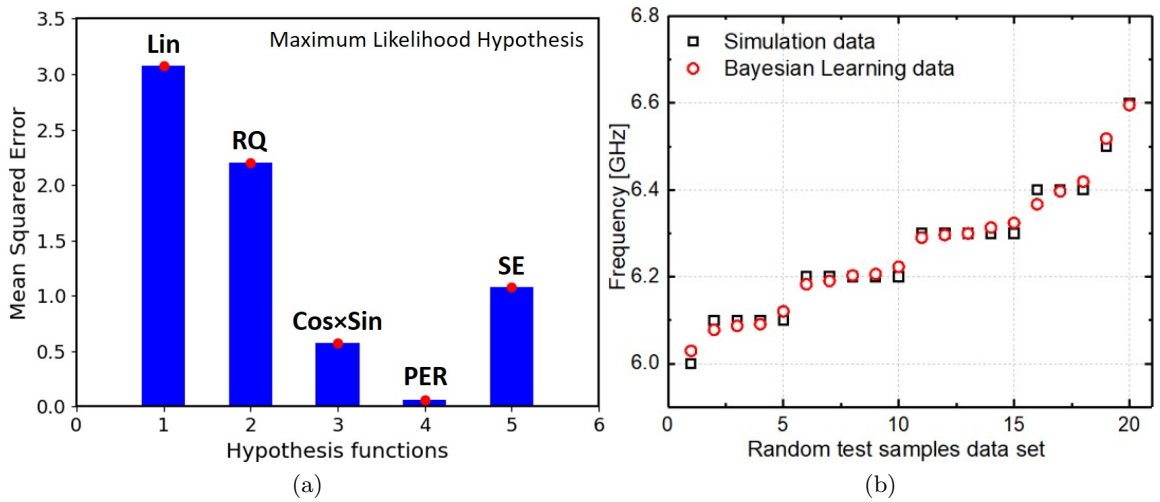 Maximum Likelihood Hypothesis
Lin
RQ
Cos×Sin
PER
SE
Mean Squared Error
3.5
3.0
2.5
2.0
1.5
1.0
0.5
0.0
0 1 2 3 4 5 6
Hypothesis functions
(a)
Simulation data
Bayesian Learning data
Frequency [GHz]
6.8
6.6
6.4
6.2
6.0
0 5 10 15 20
Random test samples data set
(b)